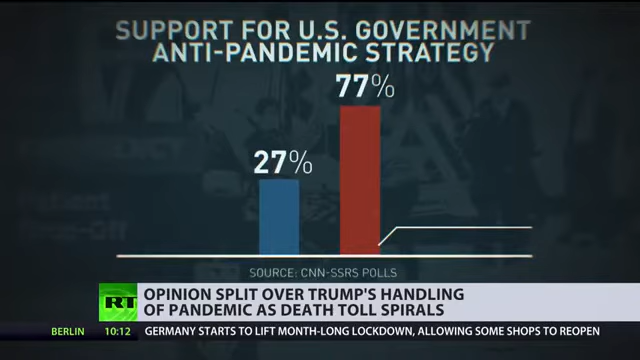 SUPPORT FOR U.S. GOVERNMENT
ANTI-PANDEMIC STRATEGY
77%
27%
SOURCE: CNN-SSRS POLLS
RT
OPINION SPLIT OVER TRUMP'S HANDLING
OF PANDEMIC AS DEATH TOLL SPIRALS
BERLIN 10:12 GERMANY STARTS TO LIFT MONTH-LONG LOCKDOWN, ALLOWING SOME SHOPS TO REOPEN